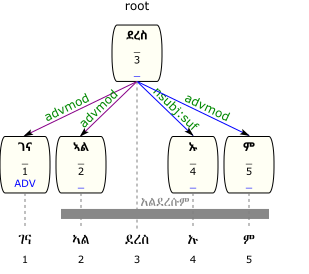 root
ደረስ
_
3
_
advmod advmod nsubj:suf advmod
ገና ኣል ኡ ም
_ _ _ _
1 2 4 5
ADV _ _ _
አልደረሱም
ገና ኣል ደረስ ኡ ም
1 2 3 4 5